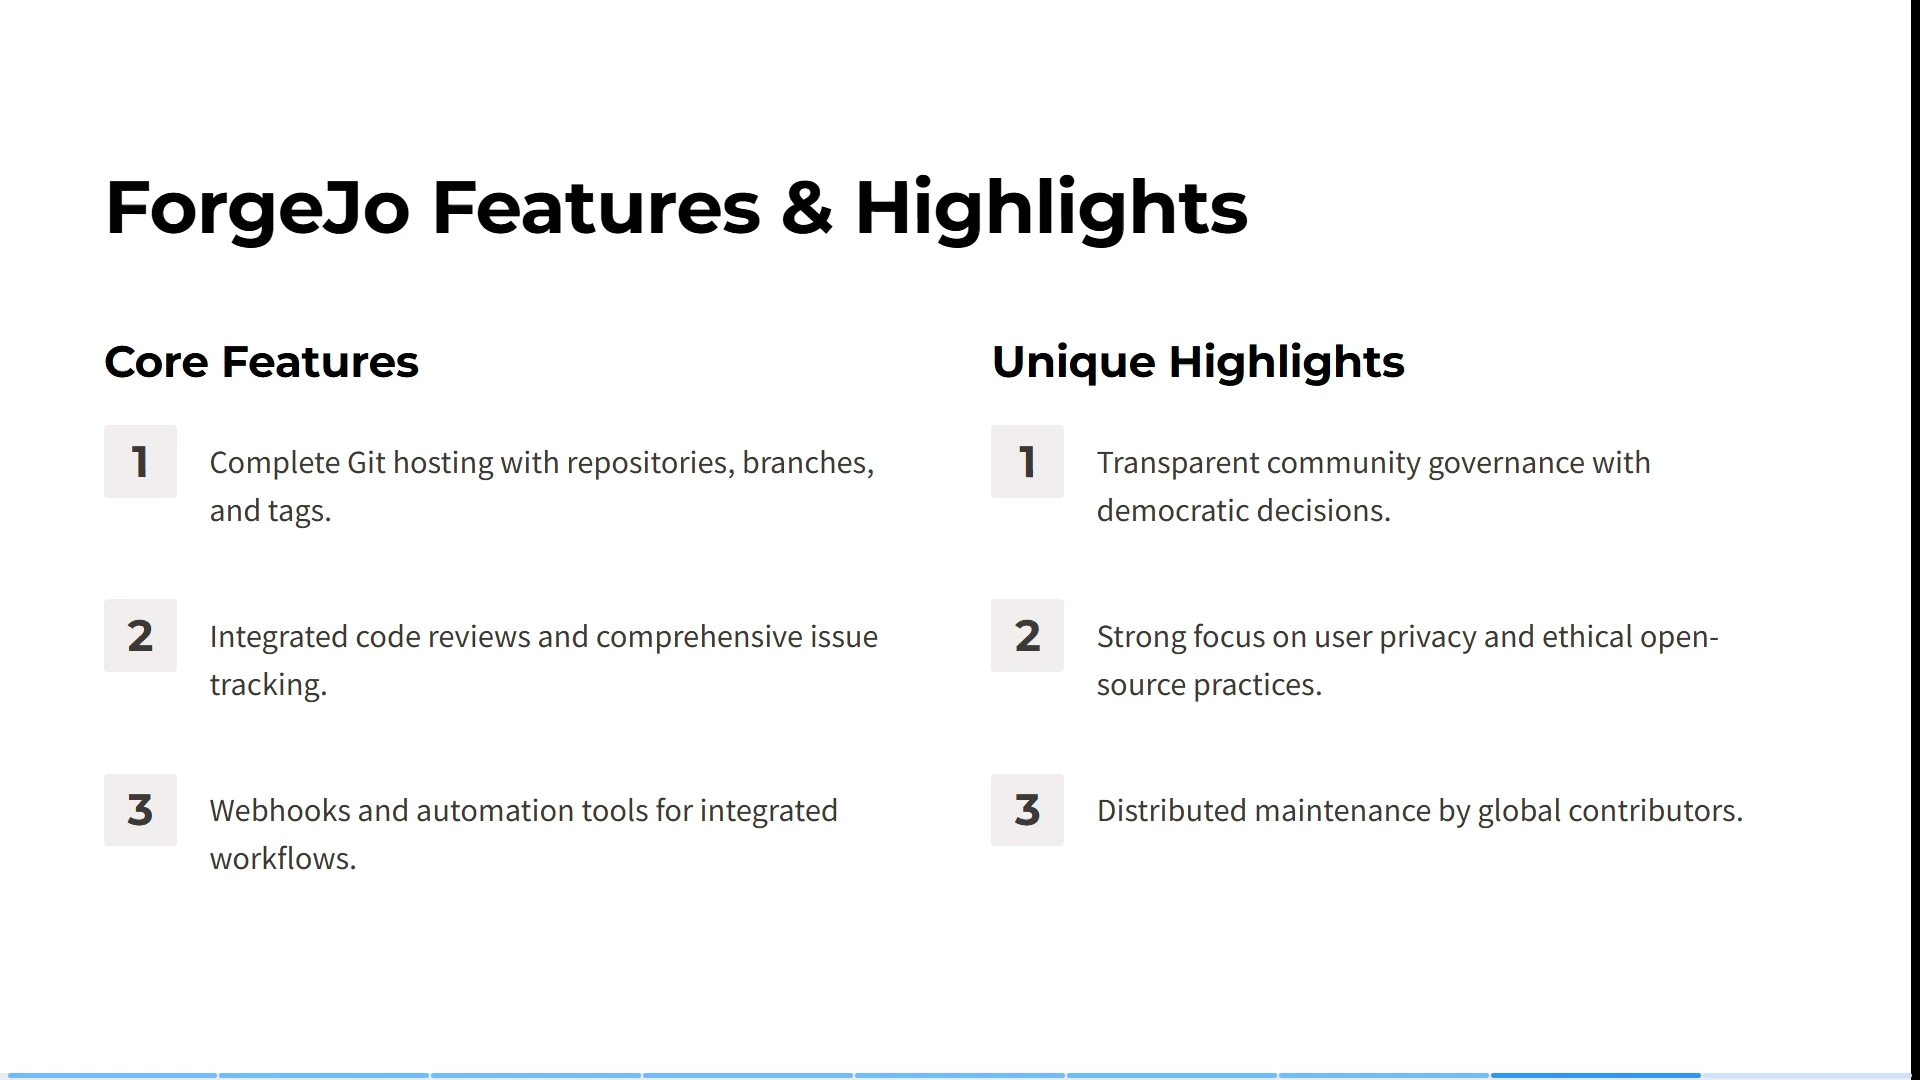 ForgeJo Features & Highlights
Core Features
1
Complete Git hosting with repositories, branches,
and tags.
2
Integrated code reviews and comprehensive issue
tracking.
3
Webhooks and automation tools for integrated
workflows.
Unique Highlights
1
Transparent community governance with
democratic decisions.
2
Strong focus on user privacy and ethical open-
source practices.
3
Distributed maintenance by global contributors.